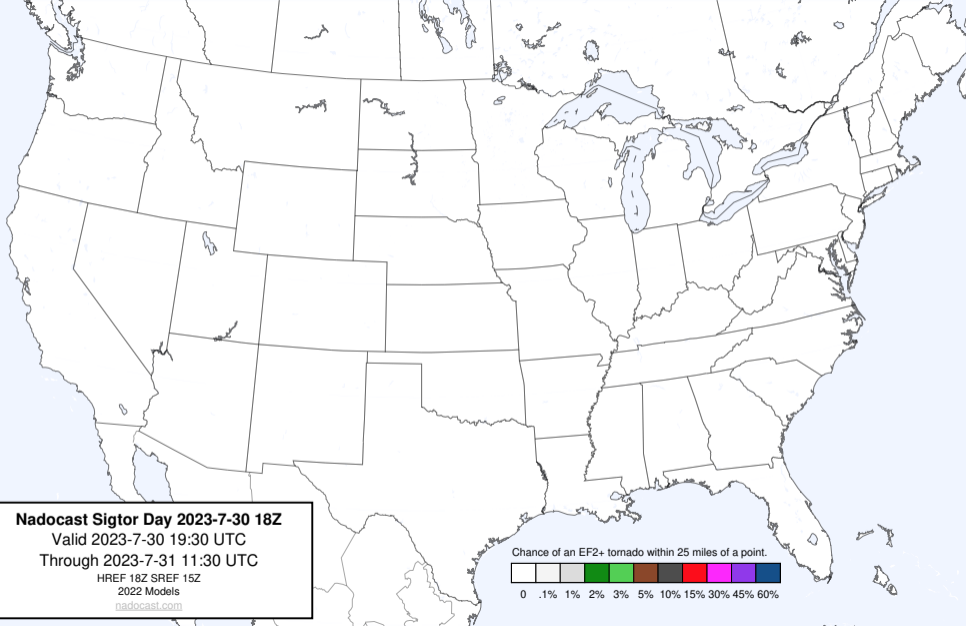 Nadocast Sigtor Day 2023-7-30 18Z
Valid 2023-7-30 19:30 UTC
Through 2023-7-31 11:30 UTC
HREF 18Z SREF 15Z
2022 Models
nadocast.com
Chance of an EF2+ tornado within 25 miles of a point.
0 .1% 1% 2% 3% 5% 10% 15% 30% 45% 60%